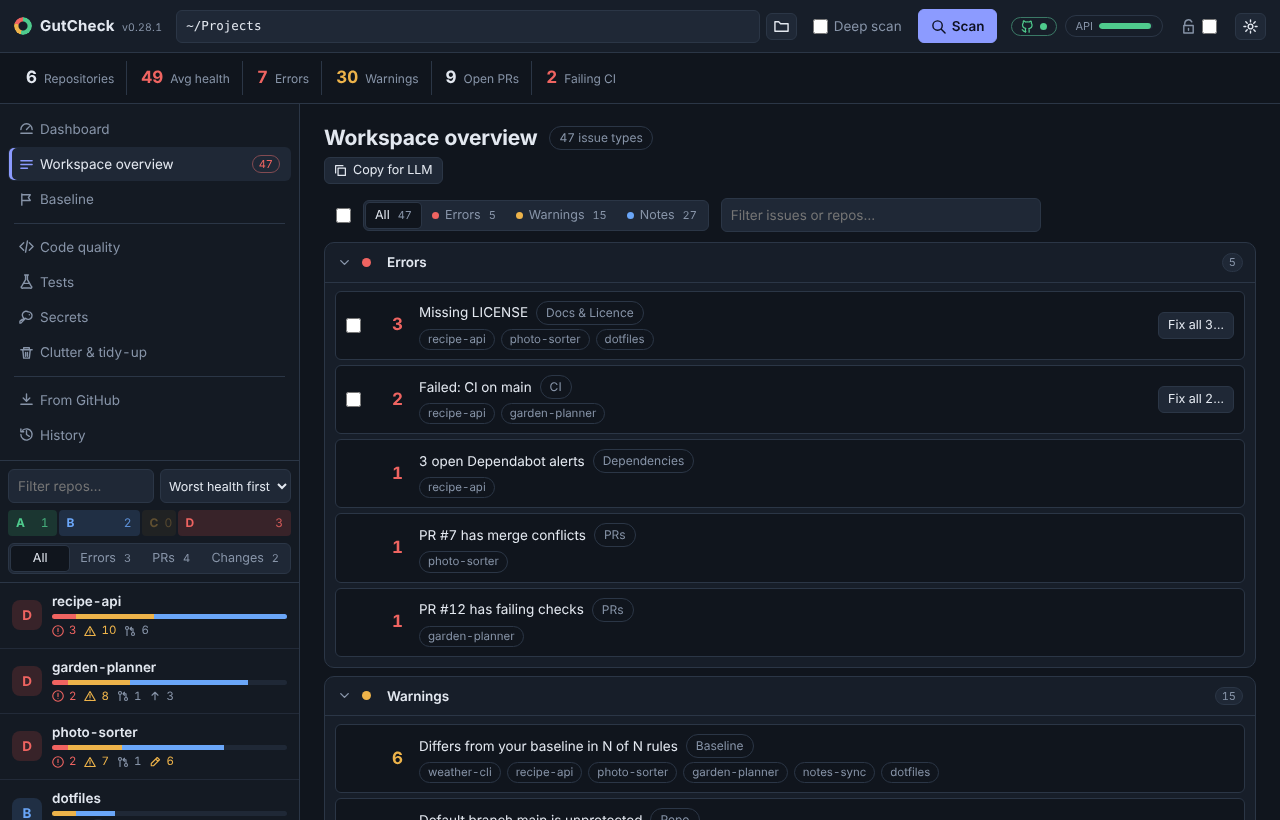 GutCheck v0.28.1
~/Projects
Deep scan
Scan
API
6 Repositories
49 Avg health
7 Errors
30 Warnings
9 Open PRs
2 Failing CI
Dashboard
Workspace overview 47
Baseline
Code quality
Tests
Secrets
Clutter & tidy-up
From GitHub
History
Filter repos...
Worst health first
A 1 B 2 C 0 D 3
All Errors 3 PRs 4 Changes 2
D recipe-api
3 10 6
D garden-planner
2 8 1 3
D photo-sorter
2 7 1 6
B dotfiles
Workspace overview 47 issue types
Copy for LLM
All 47 Errors 5 Warnings 15 Notes 27
Filter issues or repos...
Errors 5
3 Missing LICENSE Docs & Licence
recipe-api photo-sorter dotfiles
Fix all 3...
2 Failed: CI on main CI
recipe-api garden-planner
Fix all 2...
1 3 open Dependabot alerts Dependencies
recipe-api
1 PR #7 has merge conflicts PRs
photo-sorter
1 PR #12 has failing checks PRs
garden-planner
Warnings 15
6 Differs from your baseline in N of N rules Baseline
weather-cli recipe-api photo-sorter garden-planner notes-sync dotfiles
Default branch main is unprotected Repo